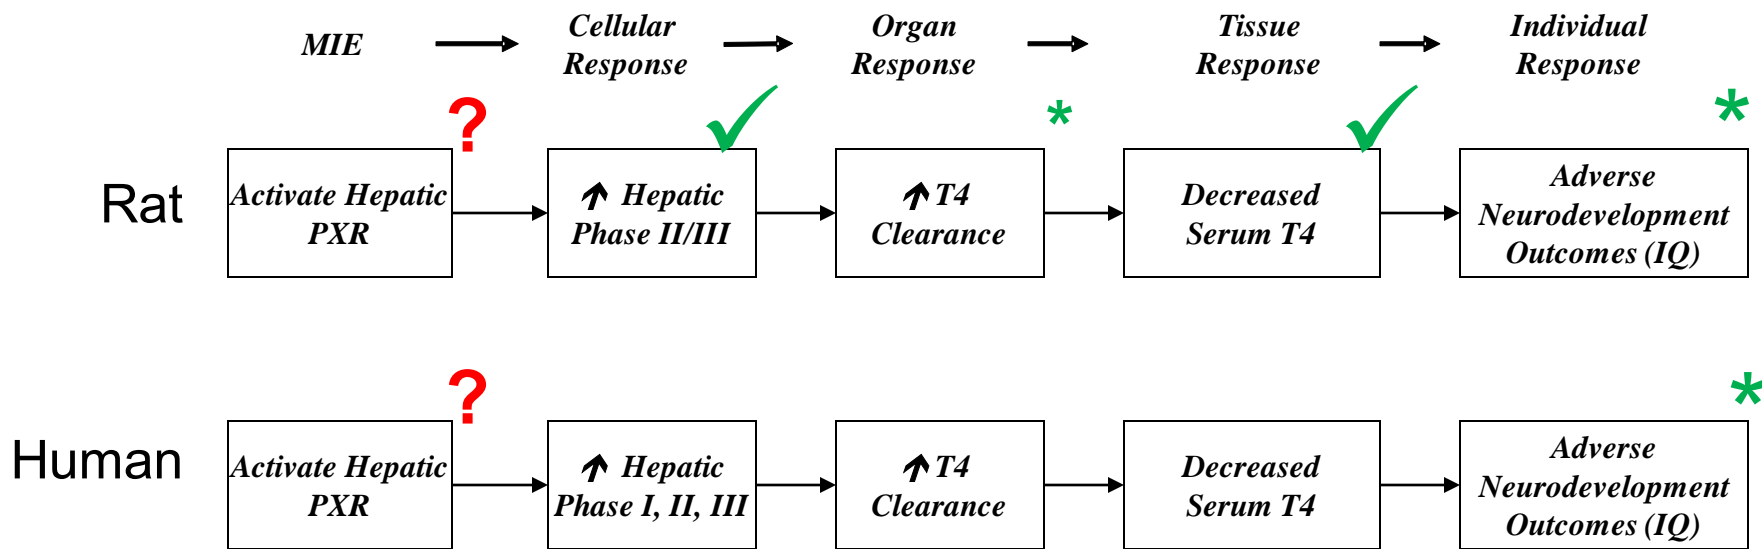 MIE
Cellular
Response
Organ
Response
Tissue
Response
Individual
Response
?
*
*
Rat
Activate Hepatic
PXR
Hepatic
Phase II/III
T4
Clearance
Decreased
Serum T4
Adverse
Neurodevelopment
Outcomes (IQ)
?
*
Human
Activate Hepatic
PXR
Hepatic
Phase I, II, III
T4
Clearance
Decreased
Serum T4
Adverse
Neurodevelopment
Outcomes (IQ)